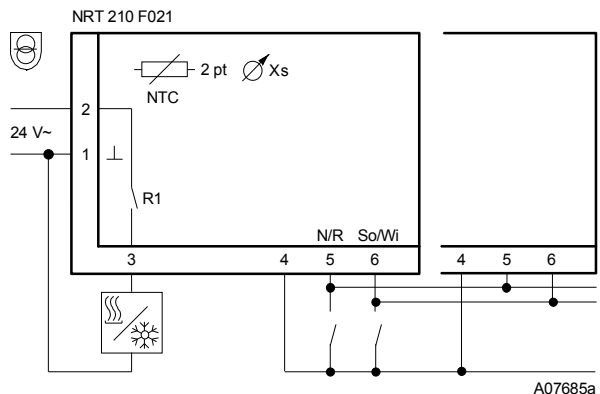 NRT 210 F021
2 pt Xs
NTC
2
24 V~
1
R1
N/R So/Wi
3 4 5 6 4 5 6
A07685a